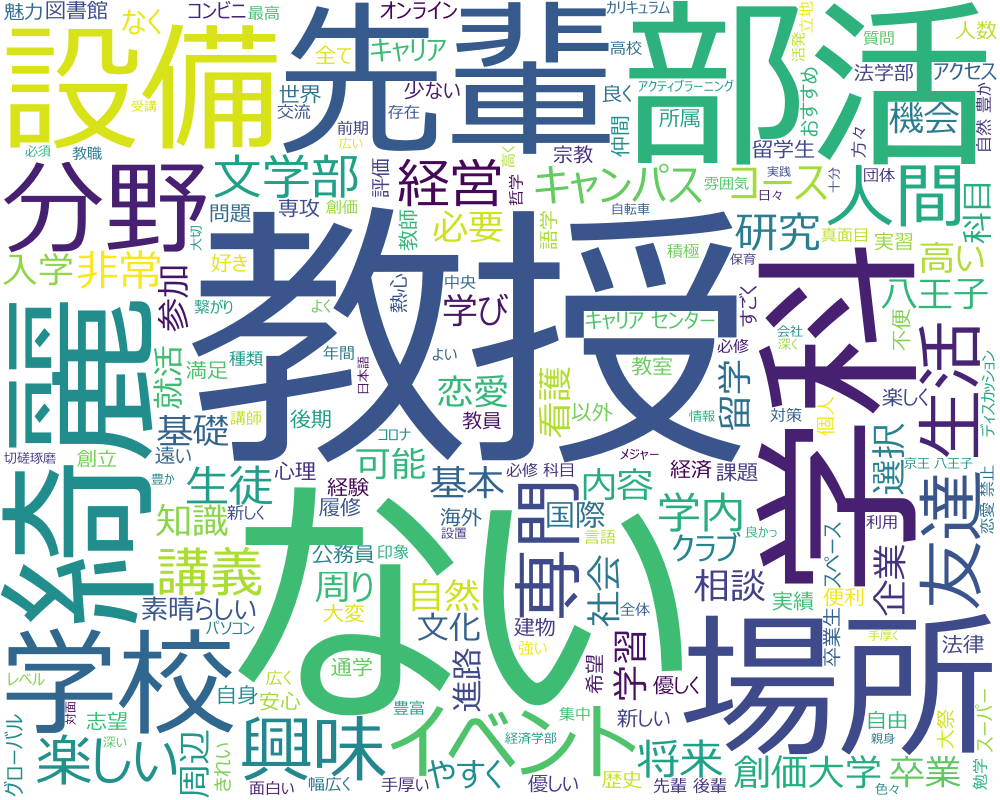 魅力
図書館
なく
コンビニ
最高
オンライン
カリキュラム
活発
立地
質問
人数
設備
先輩
部活
全て
キャリア
高校
アクティブラーニング
おすすめ
法学部
アクセス
世界
少ない
良く
受講
交流
存在
所属
方々
機会
自然 豊か
必須
教職
前期
広い
宗教
仲間
留学生
分野
文学部
評価
経営
高く
キャンパス
雰囲気
コース
実践
団体
人間
科目
日々
十分
問題
専攻
創価
哲学
自転車
大切
教師
必要
語学
研究
真面目
実習
入学
非常
好き
積極
保育
高い
参加
熱心
中央
教授
学科
繋がり
よく
学び
キャリア センター
すごく
八王子
不便
生活
綺麗
就活
種類
年間
日本語
よい
必修
会社
深く
満足
恋愛
看護
教室
留学
楽しく
ディスカッション
講師
基礎
後期
教員
以外
情報
対策
個人
切磋琢磨
創立
遠い
コロナ
メジャー
選択
京王 八王子
恋愛 禁止
豊か
生徒
心理
可能
基本
必修 科目
内容
経済
課題
友達
知識
新しく
経験
履修
海外
設置
専門
国際
言語
学内
良かっ
利用
ない
場所
講義
公務員
印象
クラブ
スペース
企業
素晴らしい
パソコン
周り
大変
自然
社会
相談
実績
便利
卒業生
学校
文化
建物
強い
全体
手厚く
法律
レベル
通学
進路
希望
学習
優しく
自身
広く
安心
豊富
集中
新しい
自由
大祭
スーパー
グローバル
志望
対面
深い
興味
イベント
経済学部
将来
親身
楽しい
周辺
きれい
面白い
幅広く
手厚い
やすく
優しい
歴史
先輩 後輩
創価大学
卒業
色々
勉学